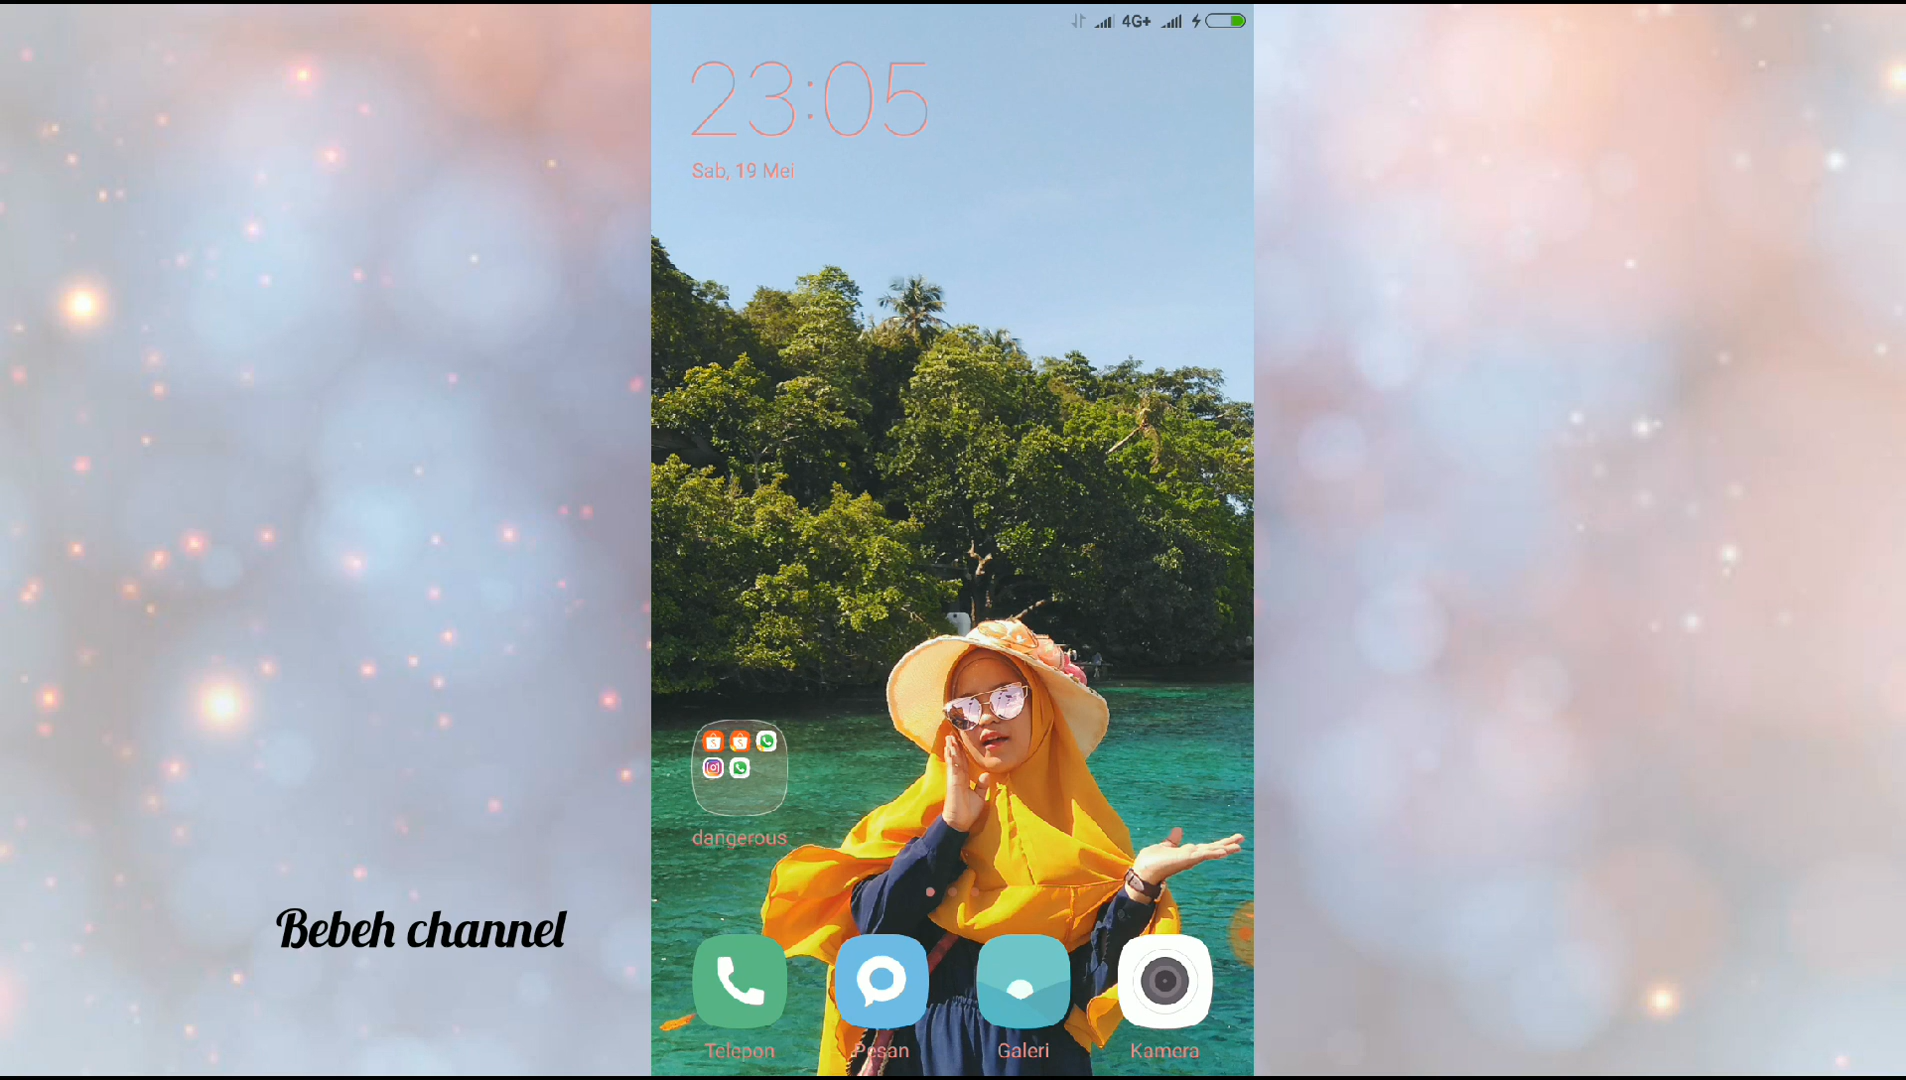 4G+
23:05
Sab, 19 Mei
dangerous
Bebeh channel
Telepon
Pesan
Galeri
Kamera